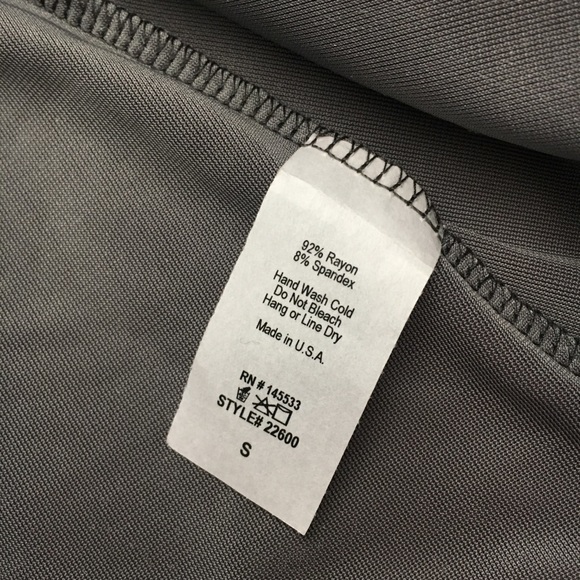 92% Rayon
8% Spandex
Hand Wash Cold
Do Not Bleach
Hang or Line Dry
Made in U.S.A.
RN # 145533
STYLE# 22600
S